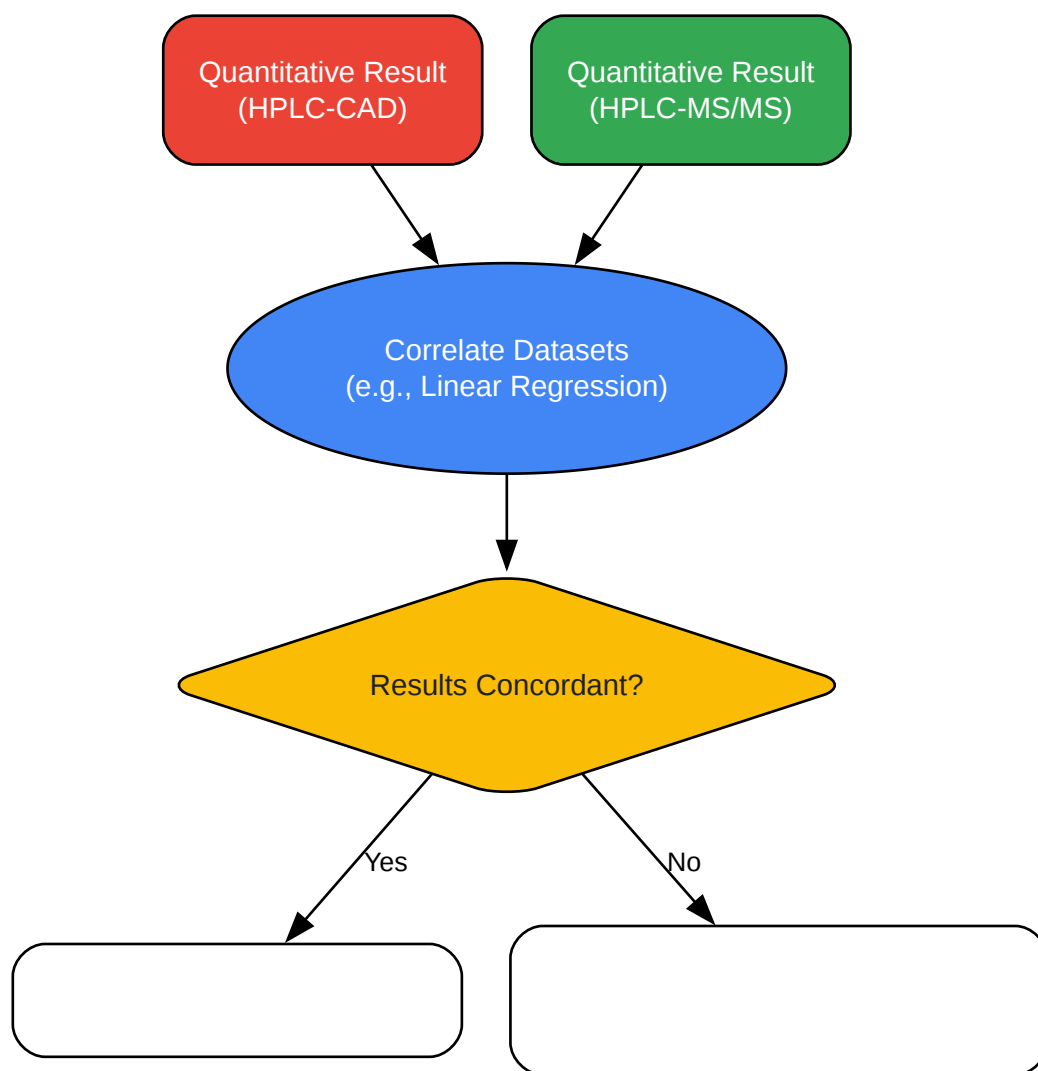 Quantitative Result
(HPLC-CAD)
Quantitative Result
(HPLC-MS/MS)
Correlate Datasets
(e.g., Linear Regression)
Results Concordant?
Yes
No